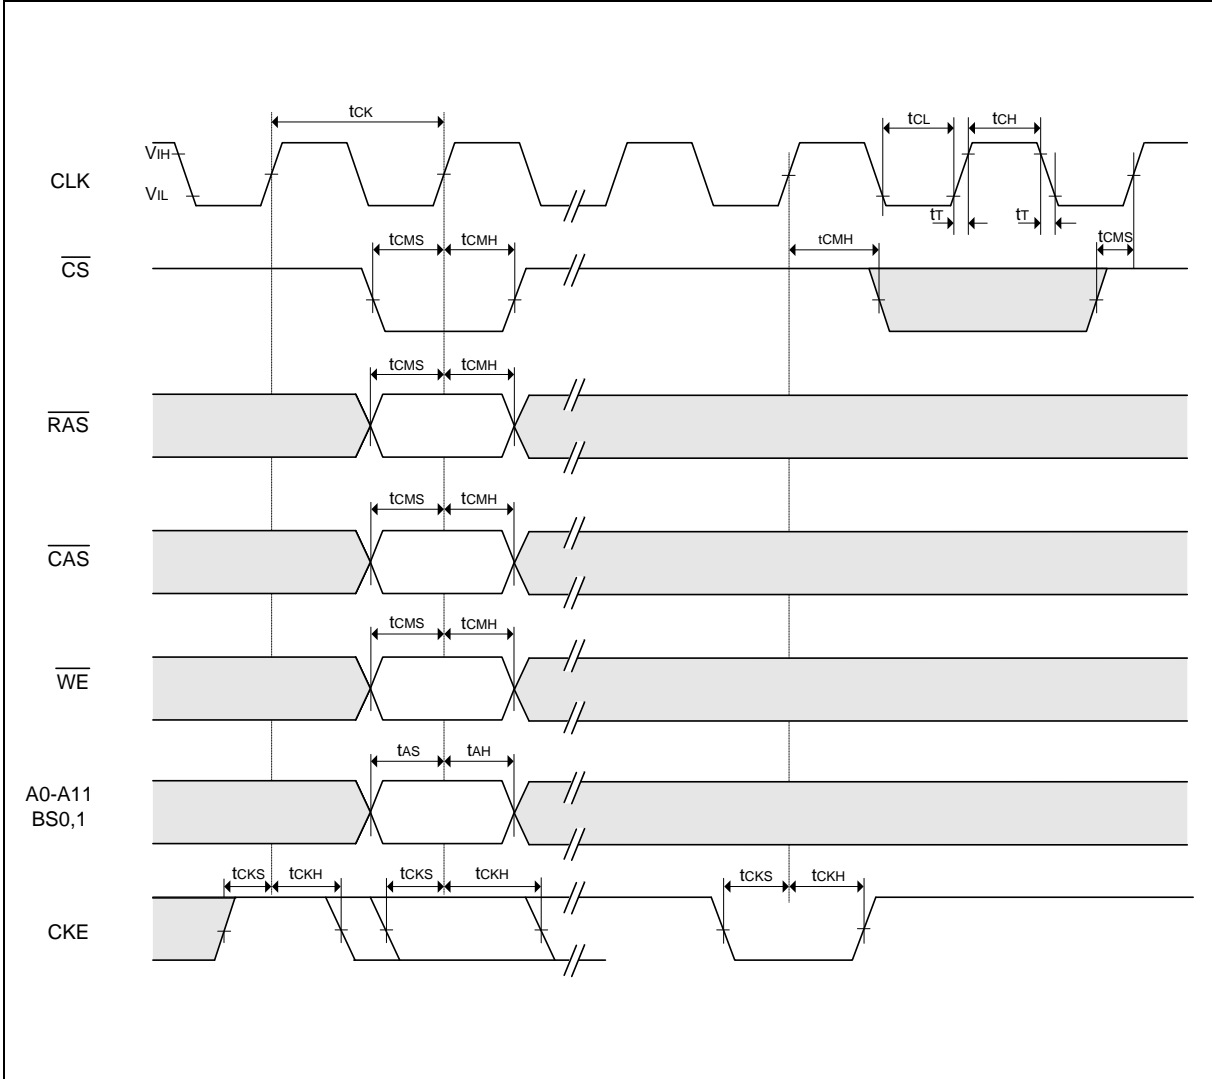 tCK
tCL tCH
VIH
CLK
VIL
tT tT
tCMS tCMH tCMH tCMS
CS
tCMS tCMH
RAS
tCMS tCMH
CAS
tCMS tCMH
WE
tAS tAH
A0-A11
BS0,1
tCKS tCKH tCKS tCKH tCKS tCKH
CKE